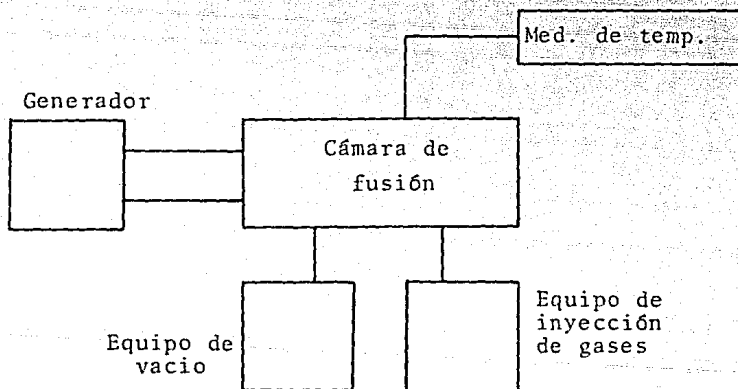 Med. de temp.
Generador
Cámara de
fusión
Equipo de
vacio
Equipo de
inyección
de gases